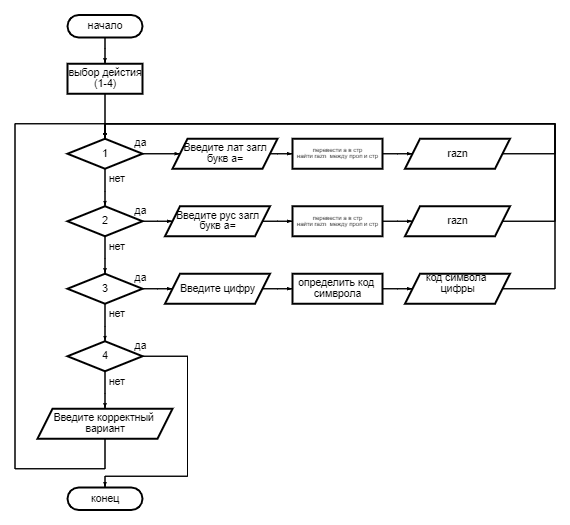 начало
выбор дейстия
(1-4)
1
да
Введите лат загл
букв a=
перевести а в стр
найти razn между проп и стр
razn
нет
2
да
Введите рус загл
букв a=
перевести а в стр
найти razn между проп и стр
razn
нет
3
да
Введите цифру
определить код
симврола
код символа
цифры
нет
4
да
нет
Введите корректный
вариант
конец